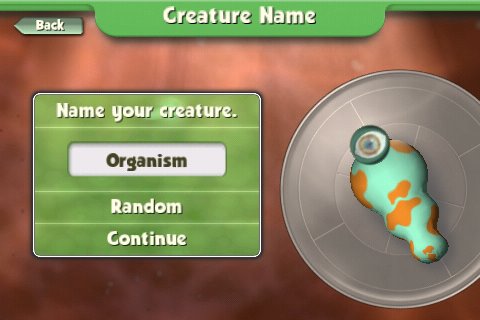 Creature Name
Back
Name your creature.
Organism
Random
Continue